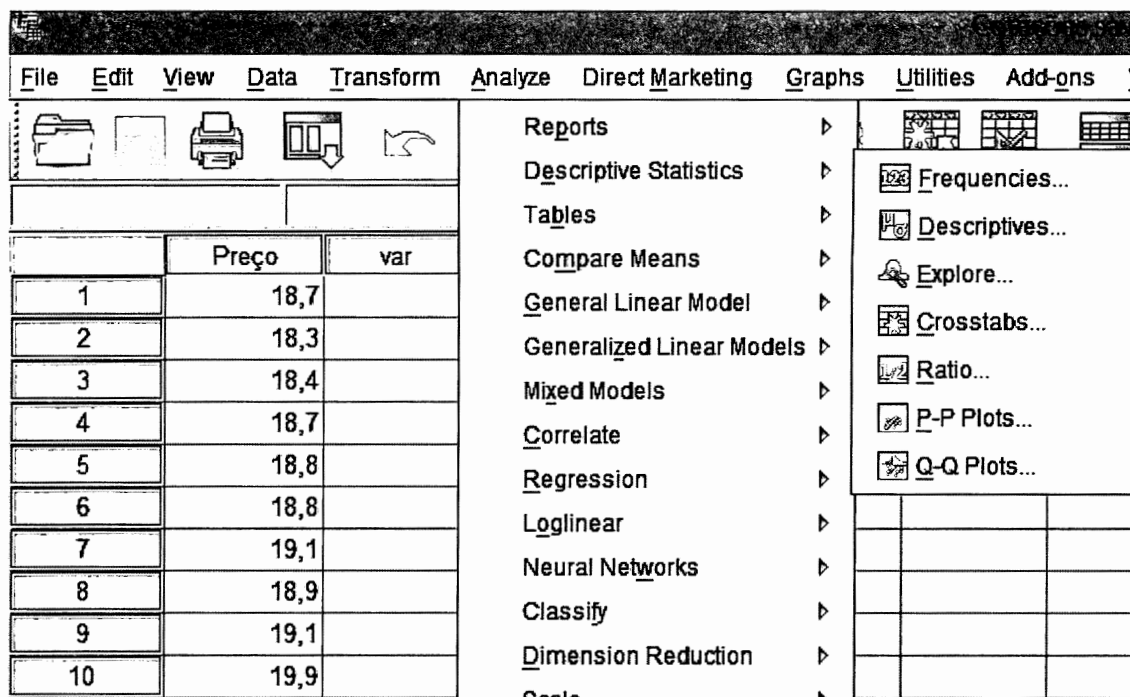 File Edit View Data Transform Analyze Direct Marketing Graphs Utilities Add-ons
Reports
Descriptive Statistics
Tables
Compare Means
General Linear Model
Generalized Linear Models
Mixed Models
Correlate
Regression
Loglinear
Neural Networks
Classify
Dimension Reduction
Scale
Frequencies...
Descriptives...
Explore...
Crosstabs...
Ratio...
P-P Plots...
Q-Q Plots...
Preço var
1 18,7
2 18,3
3 18,4
4 18,7
5 18,8
6 18,8
7 19,1
8 18,9
9 19,1
10 19,9